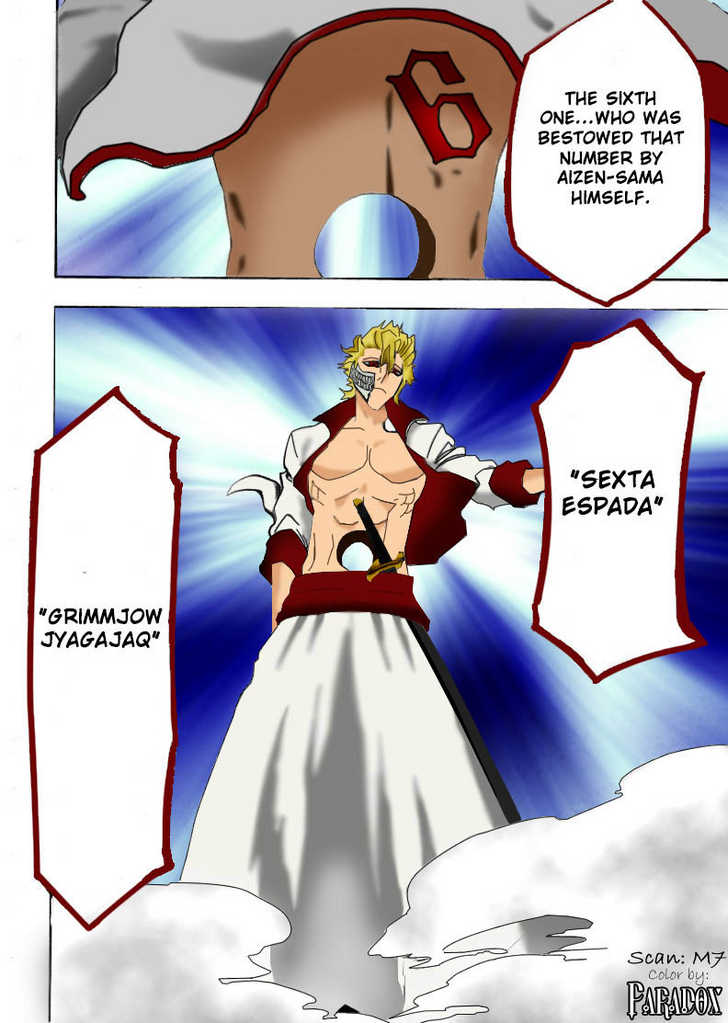 6
THE SIXTH
ONE...WHO WAS
BESTOWED THAT
NUMBER BY
AIZEN-SAMA
HIMSELF.
"SEXTA
ESPADA"
"GRIMMJOW
JYAGAJAQ"
Scan: M7
Color by:
PARADOX